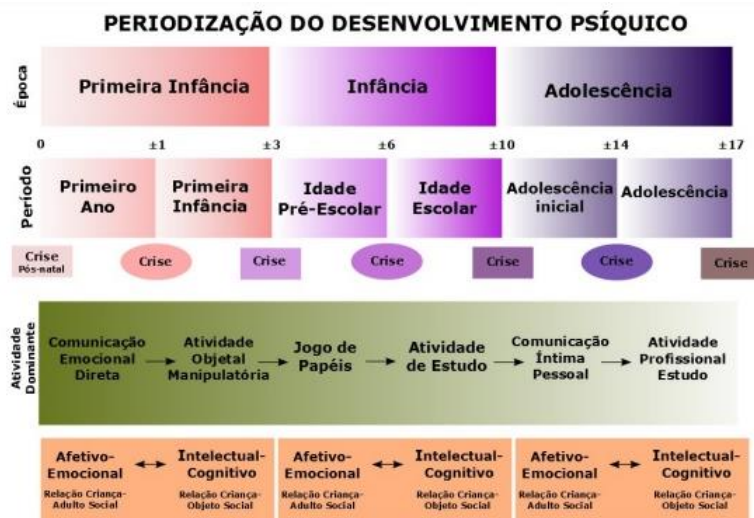 PERIODIZAÇÃO DO DESENVOLVIMENTO PSÍQUICO
Época
Primeira Infância
Infância
Adolescência
0
±1
±3
±6
±10
±14
±17
Período
Primeiro
Ano
Primeira
Infância
Idade
Pré-Escolar
Idade
Escolar
Adolescência
inicial
Adolescência
Crise
Pós-natal
Crise
Crise
Crise
Crise
Crise
Crise
Atividade
Dominante
Comunicação
Emocional
Direta
Atividade
Objetal
Manipulatória
Jogo de
Papéis
Atividade
de Estudo
Comunicação
Íntima
Pessoal
Atividade
Profissional
Estudo
Afetivo-
Emocional
Relação Criança-
Adulto Social
Intelectual-
Cognitivo
Relação Criança-
Objeto Social
Afetivo-
Emocional
Relação Criança-
Adulto Social
Intelectual-
Cognitivo
Relação Criança-
Objeto Social
Afetivo-
Emocional
Relação Criança-
Adulto Social
Intelectual-
Cognitivo
Relação Criança-
Objeto Social